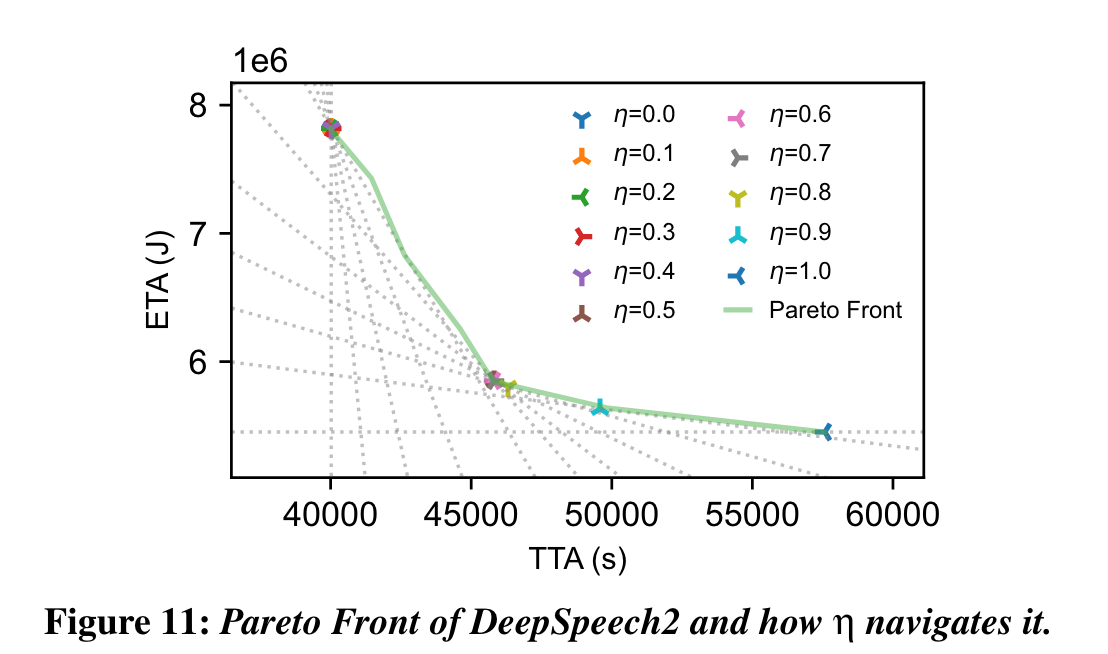 1e6
8
7
6
ETA (J)
η=0.0
η=0.1
η=0.2
η=0.3
η=0.4
η=0.5
η=0.6
η=0.7
η=0.8
η=0.9
η=1.0
Pareto Front
40000 45000 50000 55000 60000
TTA (s)
Figure 11: Pareto Front of DeepSpeech2 and how η navigates it.